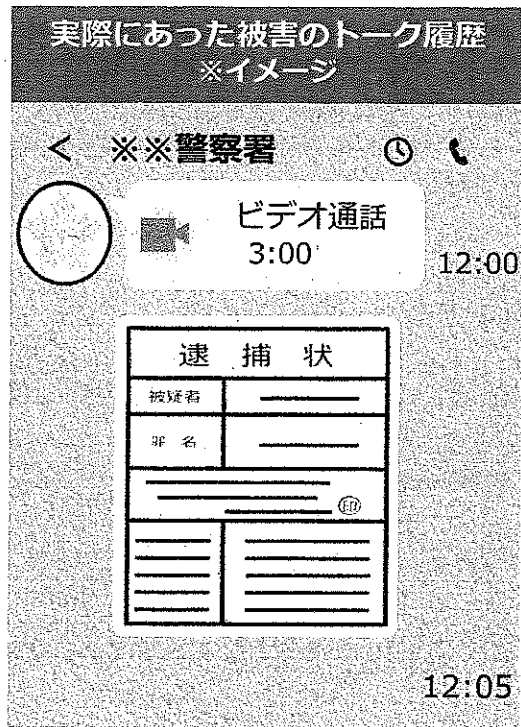 実際にあった被害のトーク履歴
※イメージ
< ※※警察署
ビデオ通話
3:00
12:00
逮捕状
被疑者
罪名
印
12:05